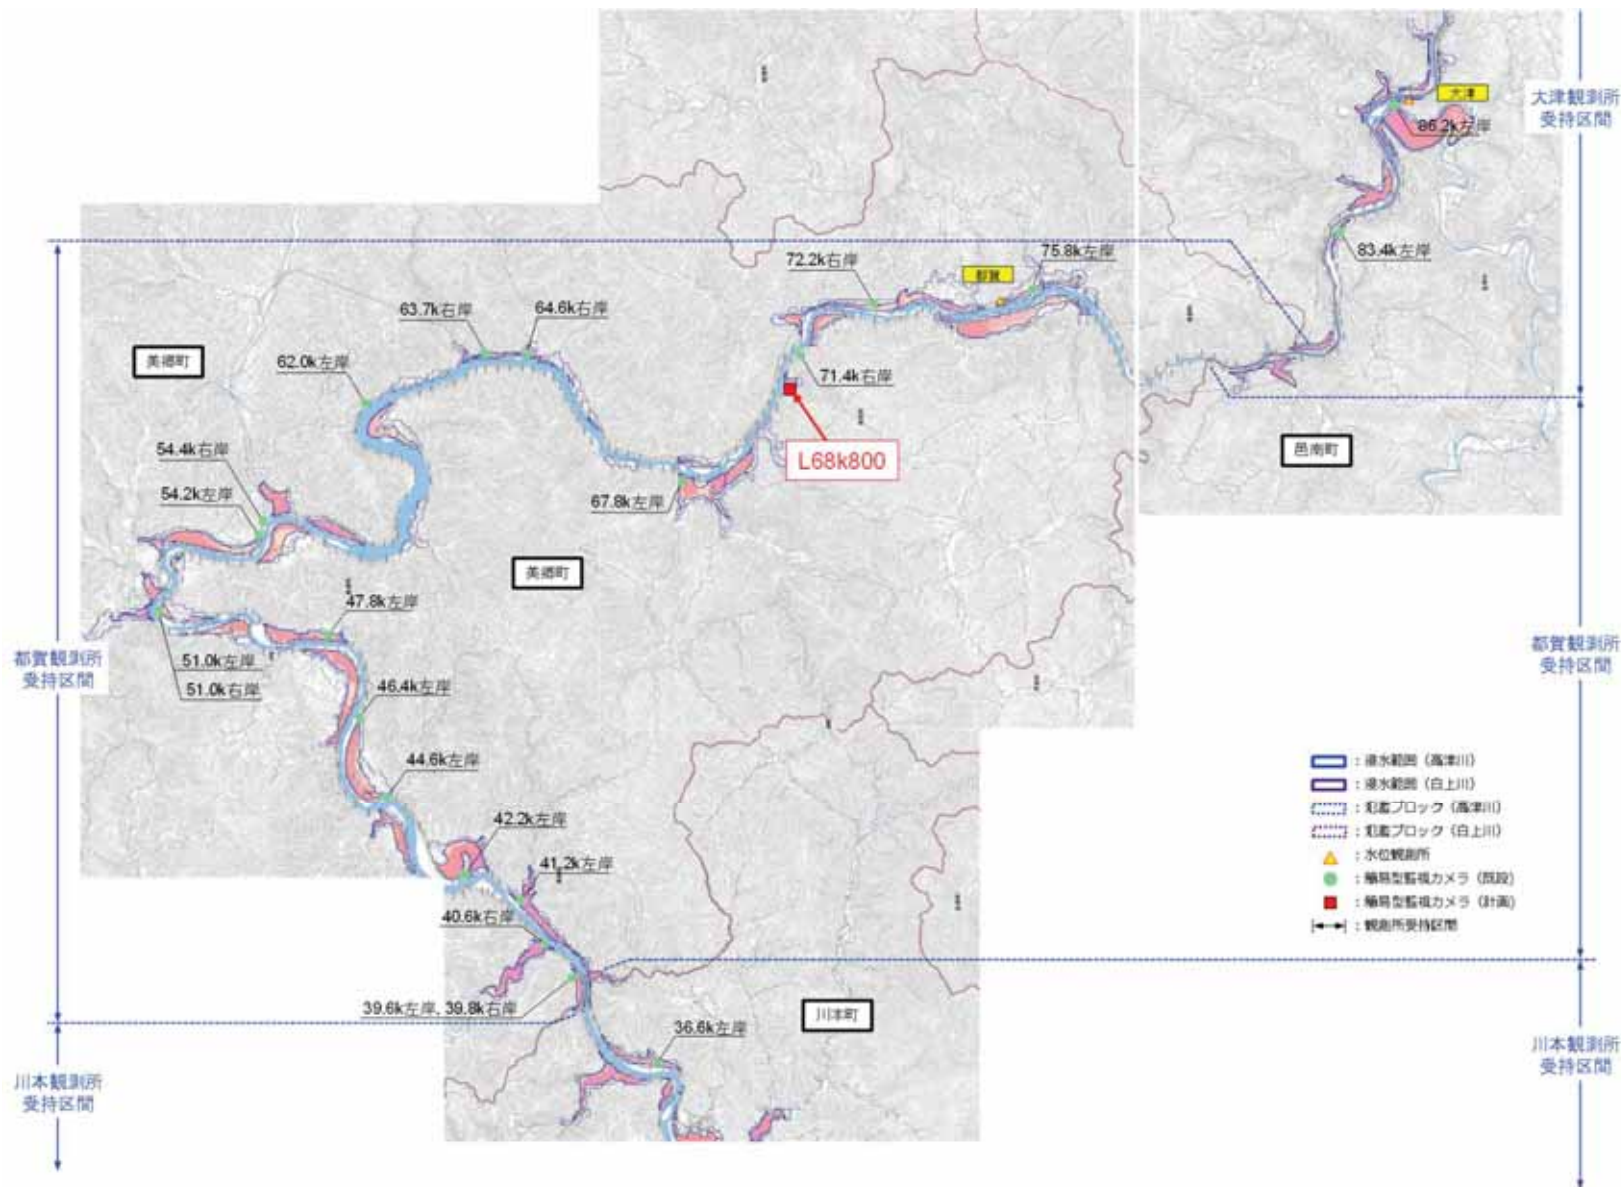 大津観測所
受持区間
大津
86.2k左岸
83.4k左岸
75.8k左岸
72.2k右岸
都賀
71.4k右岸
L68k800
67.8k左岸
64.6k右岸
63.7k右岸
62.0k左岸
美郷町
54.4k右岸
54.2k左岸
美郷町
邑南町
51.0k左岸
51.0k右岸
47.8k左岸
46.4k左岸
44.6k左岸
42.2k左岸
41.2k左岸
40.6k右岸
39.6k左岸, 39.8k右岸
36.6k左岸
川本町
都賀観測所
受持区間
川本観測所
受持区間
都賀観測所
受持区間
川本観測所
受持区間
：浸水範囲（高津川）
：浸水範囲（白上川）
：氾濫ブロック（高津川）
：氾濫ブロック（白上川）
：水位観測所
：簡易型監視カメラ（既設）
：簡易型監視カメラ（計画）
：観測所受持区間